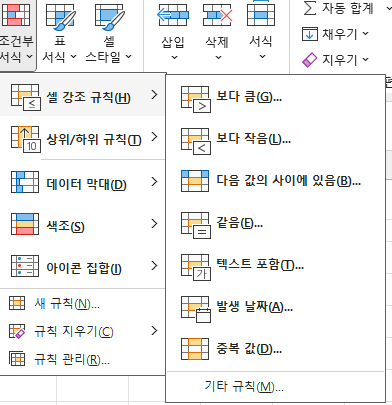 조건부
서식
표
서식
셀
스타일
삽입
삭제
서식
자동 합계
채우기
지우기
셀 강조 규칙(H)
상위/하위 규칙(T)
데이터 막대(D)
색조(S)
아이콘 집합(I)
새 규칙(N)...
규칙 지우기(C)
규칙 관리(R)...
보다 큼(G)...
보다 작음(L)...
다음 값의 사이에 있음(B)...
같음(E)...
텍스트 포함(T)...
발생 날짜(A)...
중복 값(D)...
기타 규칙(M)...